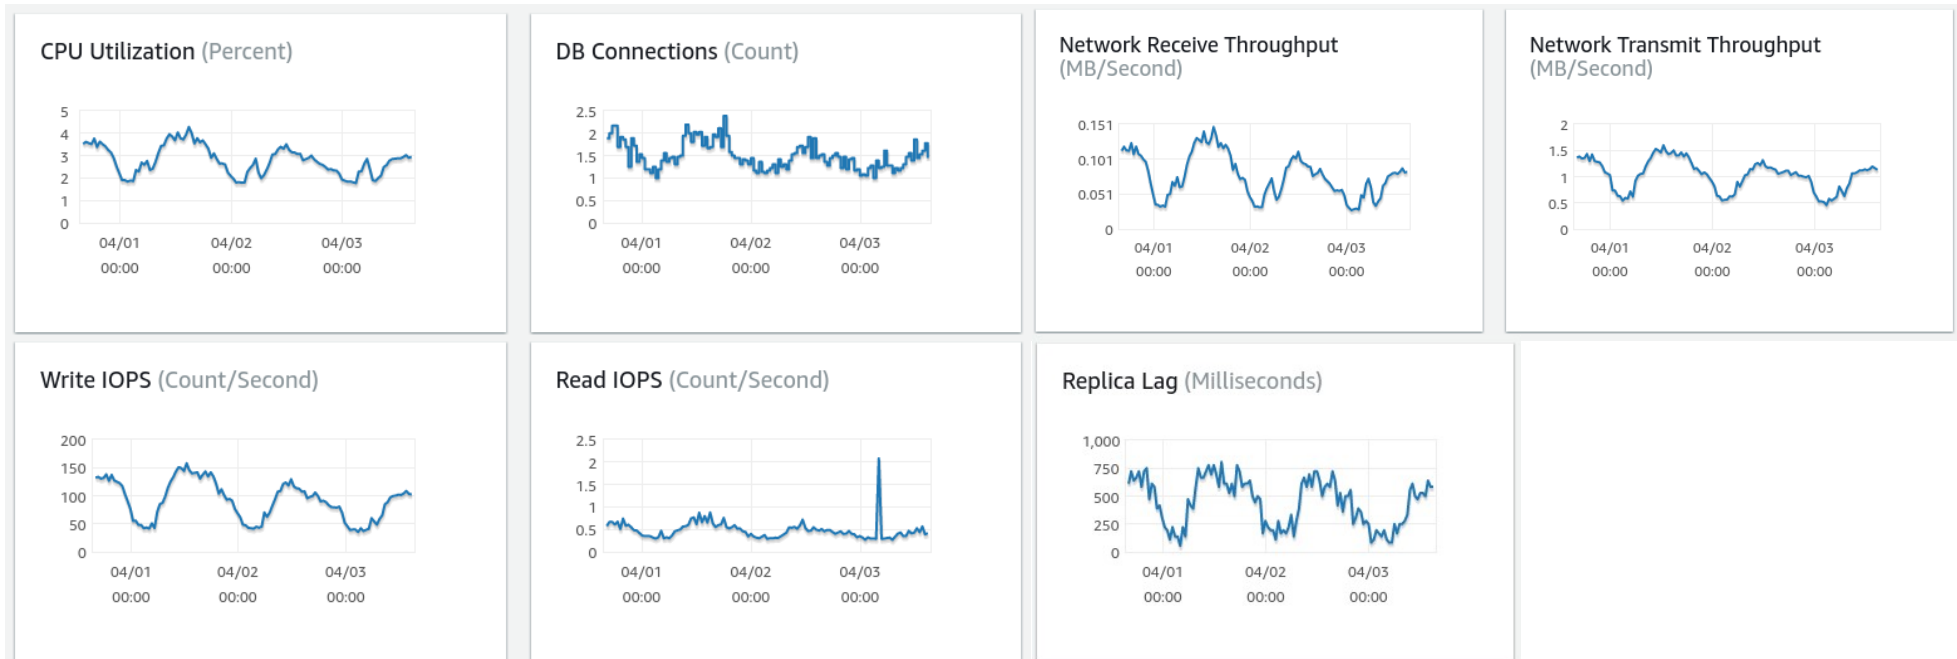 CPU Utilization (Percent)
5
4
3
2
1
0
04/01 04/02 04/03
00:00 00:00 00:00
DB Connections (Count)
2.5
2
1.5
1
0.5
0
04/01 04/02 04/03
00:00 00:00 00:00
Network Receive Throughput
(MB/Second)
0.151
0.101
0.051
0
04/01 04/02 04/03
00:00 00:00 00:00
Network Transmit Throughput
(MB/Second)
2
1.5
1
0.5
0
04/01 04/02 04/03
00:00 00:00 00:00
Write IOPS (Count/Second)
200
150
100
50
0
04/01 04/02 04/03
00:00 00:00 00:00
Read IOPS (Count/Second)
2.5
2
1.5
1
0.5
0
04/01 04/02 04/03
00:00 00:00 00:00
Replica Lag (Milliseconds)
1,000
750
500
250
0
04/01 04/02 04/03
00:00 00:00 00:00